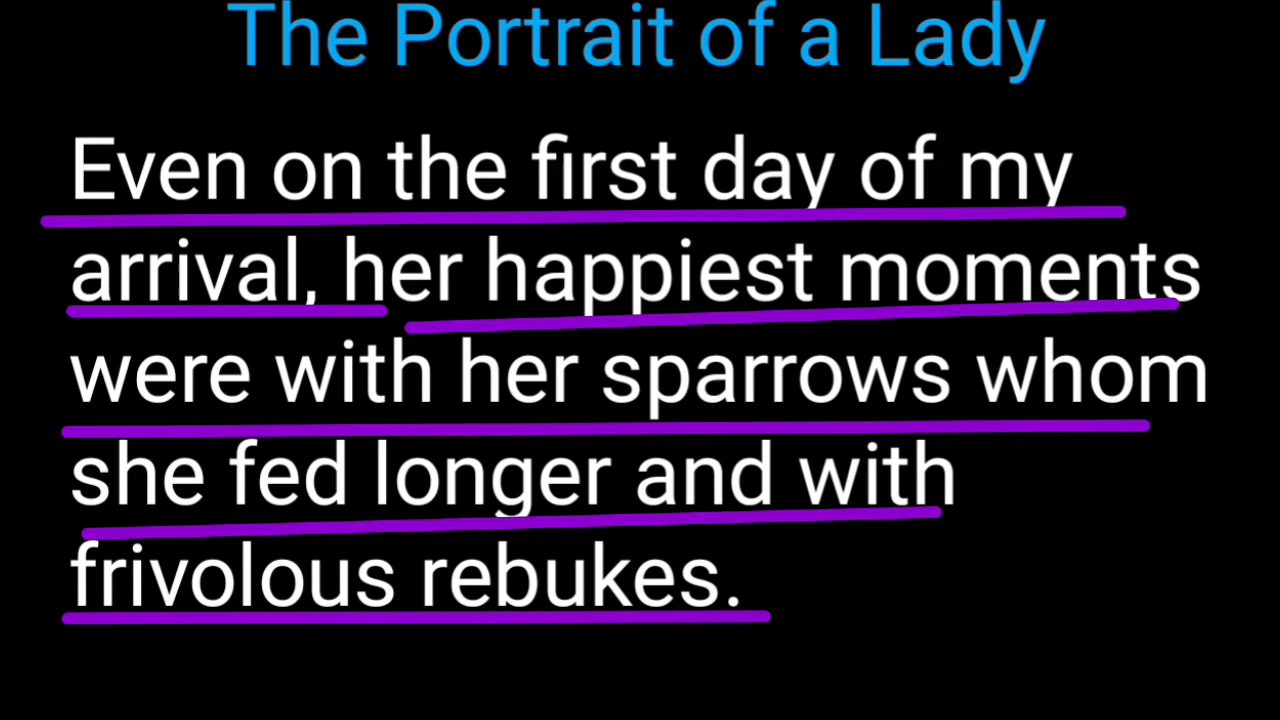 The Portrait of a Lady
Even on the first day of my
arrival, her happiest moments
were with her sparrows whom
she fed longer and with
frivolous rebukes.